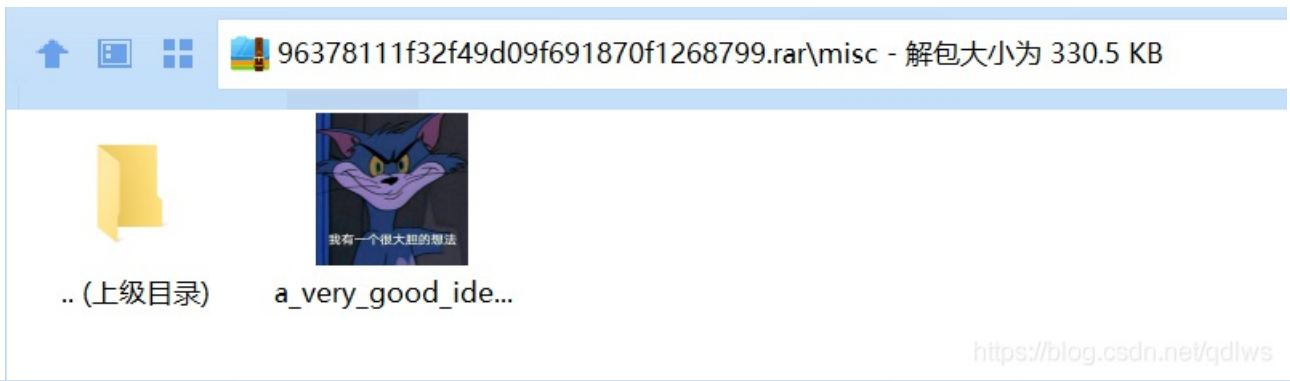 96378111f32f49d09f691870f1268799.rar\misc - 解包大小为 330.5 KB
我有一个很大胆的想法
.. (上级目录)
a_very_good_ide...
https://blog.csdn.net/qdlws